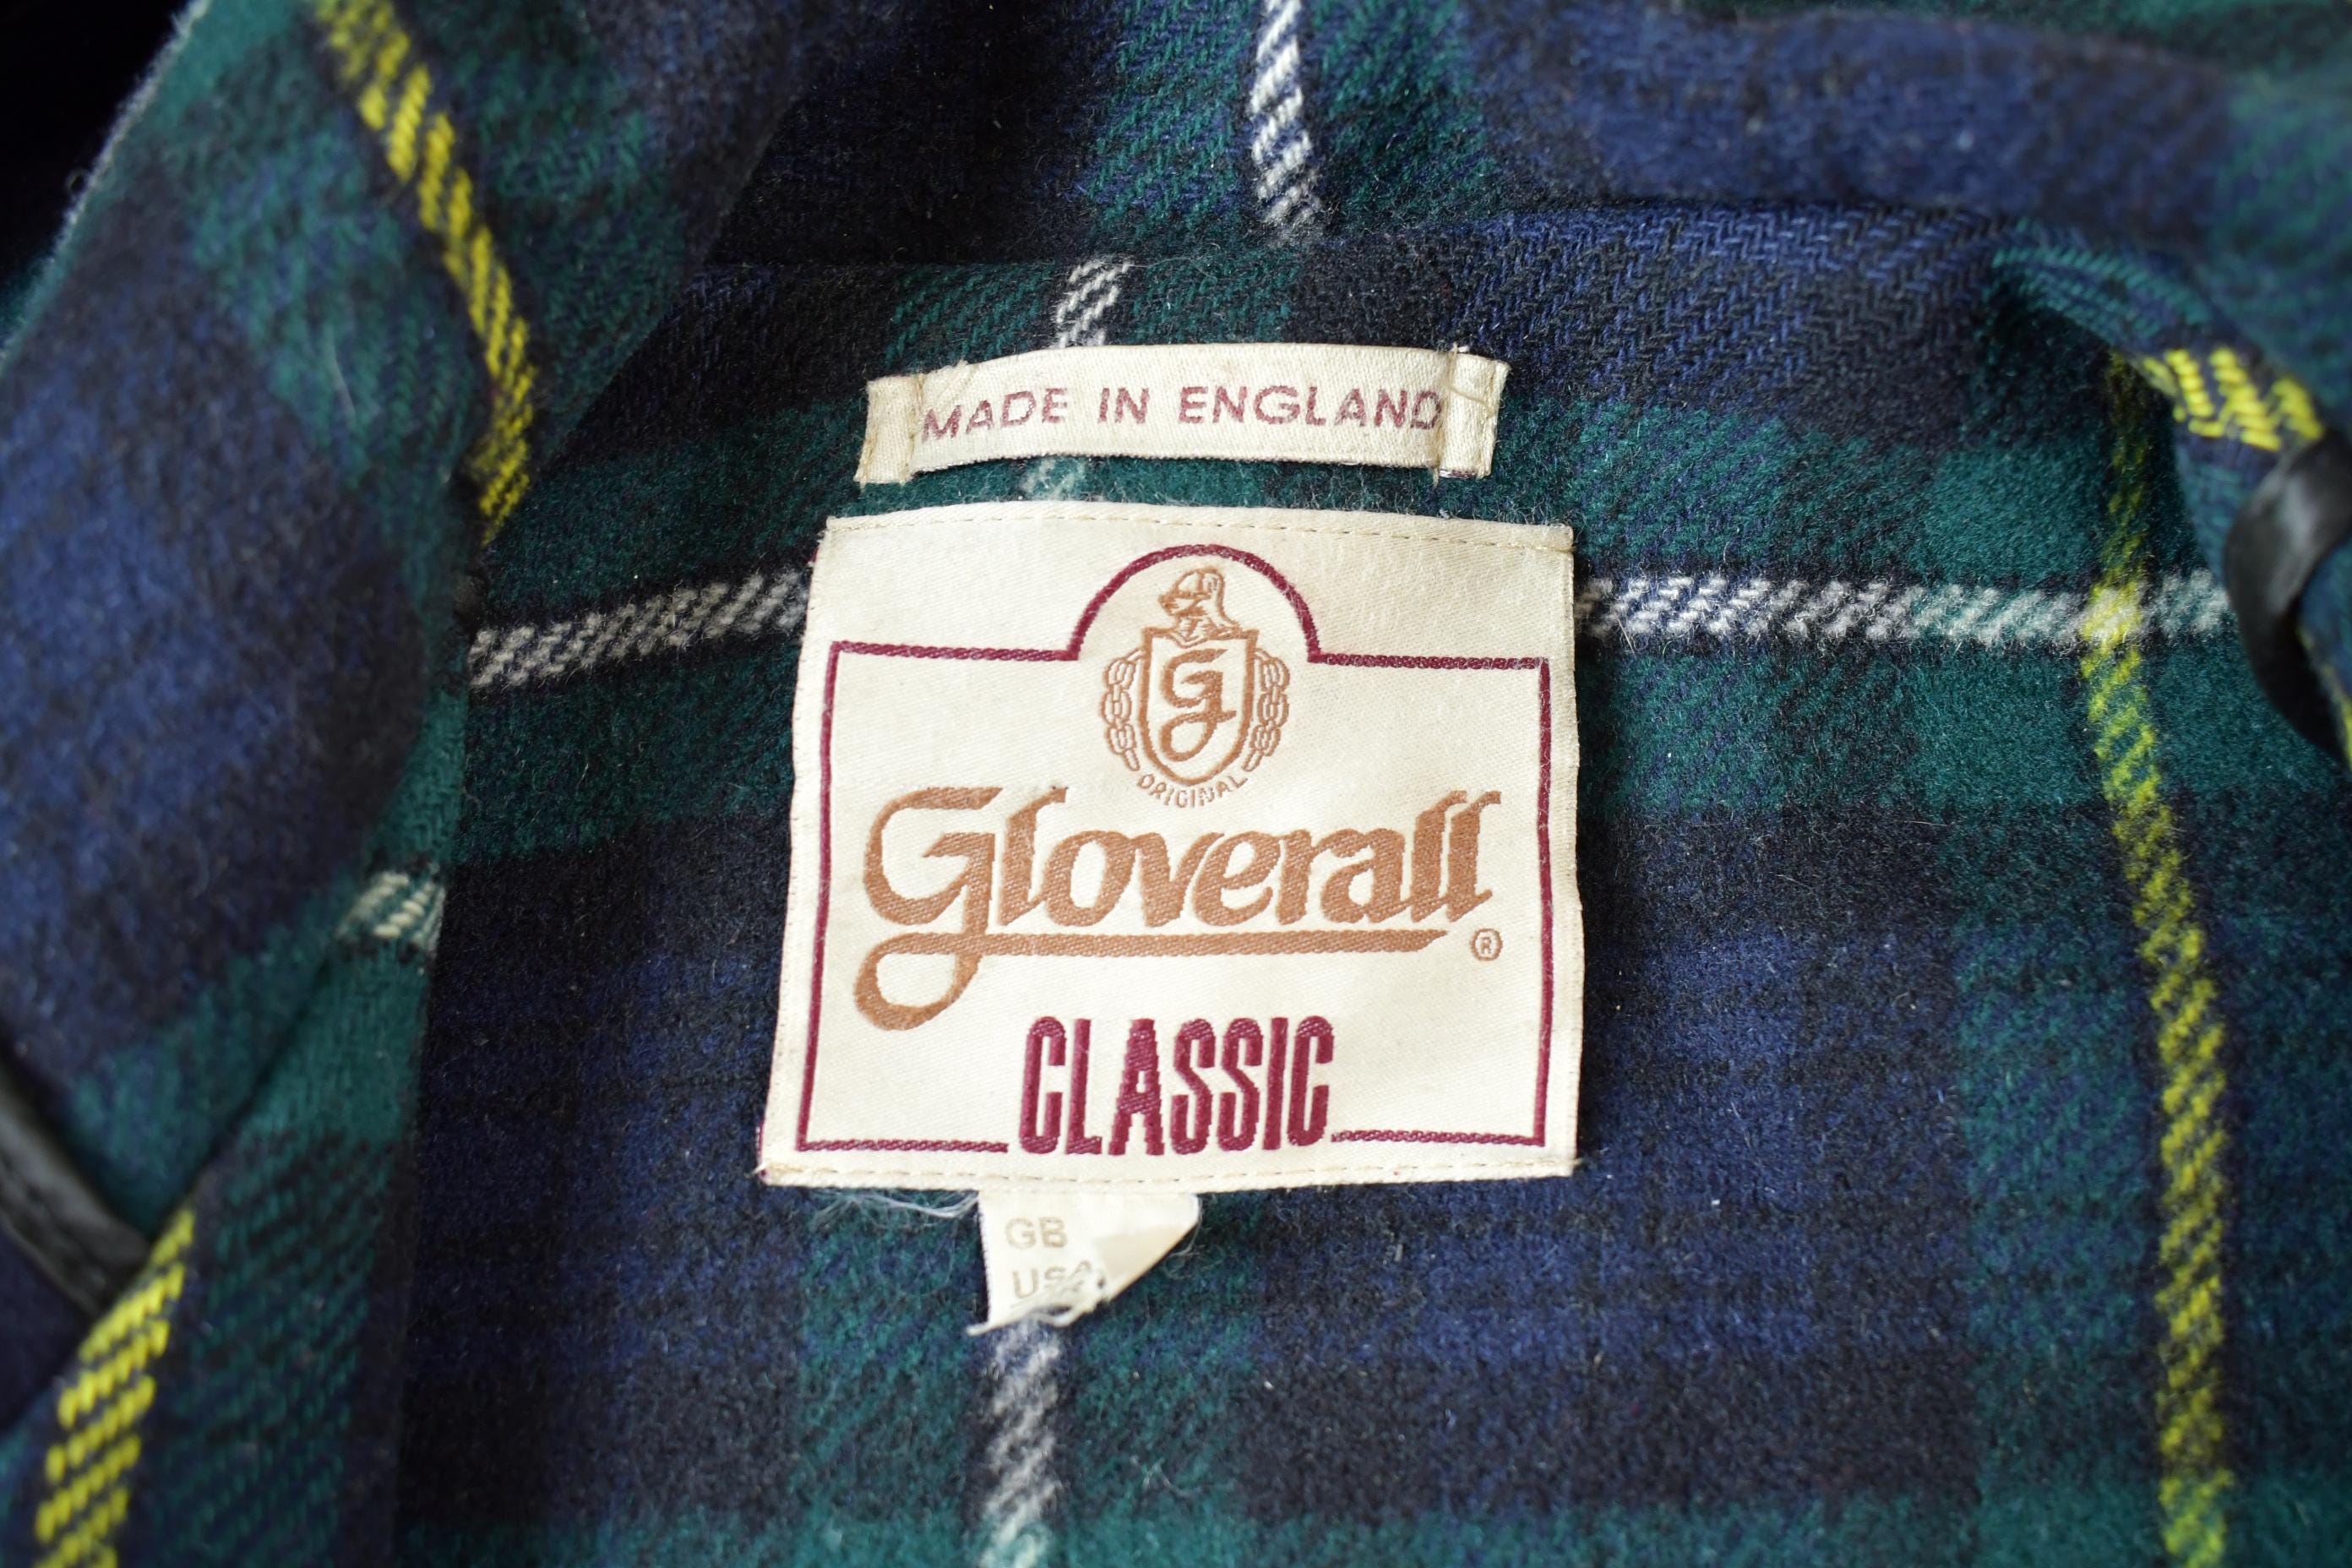 MADE IN ENGLAND
G
ORIGINAL
Gloverall ®
CLASSIC
GB
USA